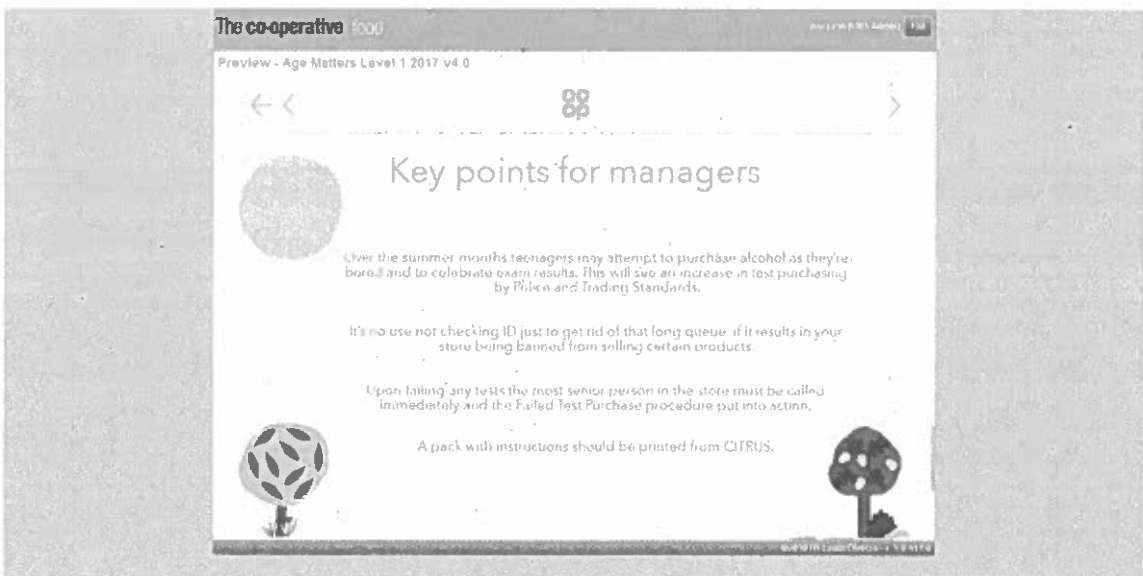 The co-operative food
Exit
Preview - Age Matters Level 1 2017 v4.0
Key points for managers
Over the summer months teenagers may attempt to purchase alcohol as they're
bored and to celebrate exam results. This will see an increase in test purchasing
by Police and Trading Standards.
It's no use not checking ID just to get rid of that long queue if it results in your
store being banned from selling certain products.
Upon failing any tests the most senior person in the store must be called
immediately and the Failed Test Purchase procedure put into action.
A pack with instructions should be printed from CITRUS.